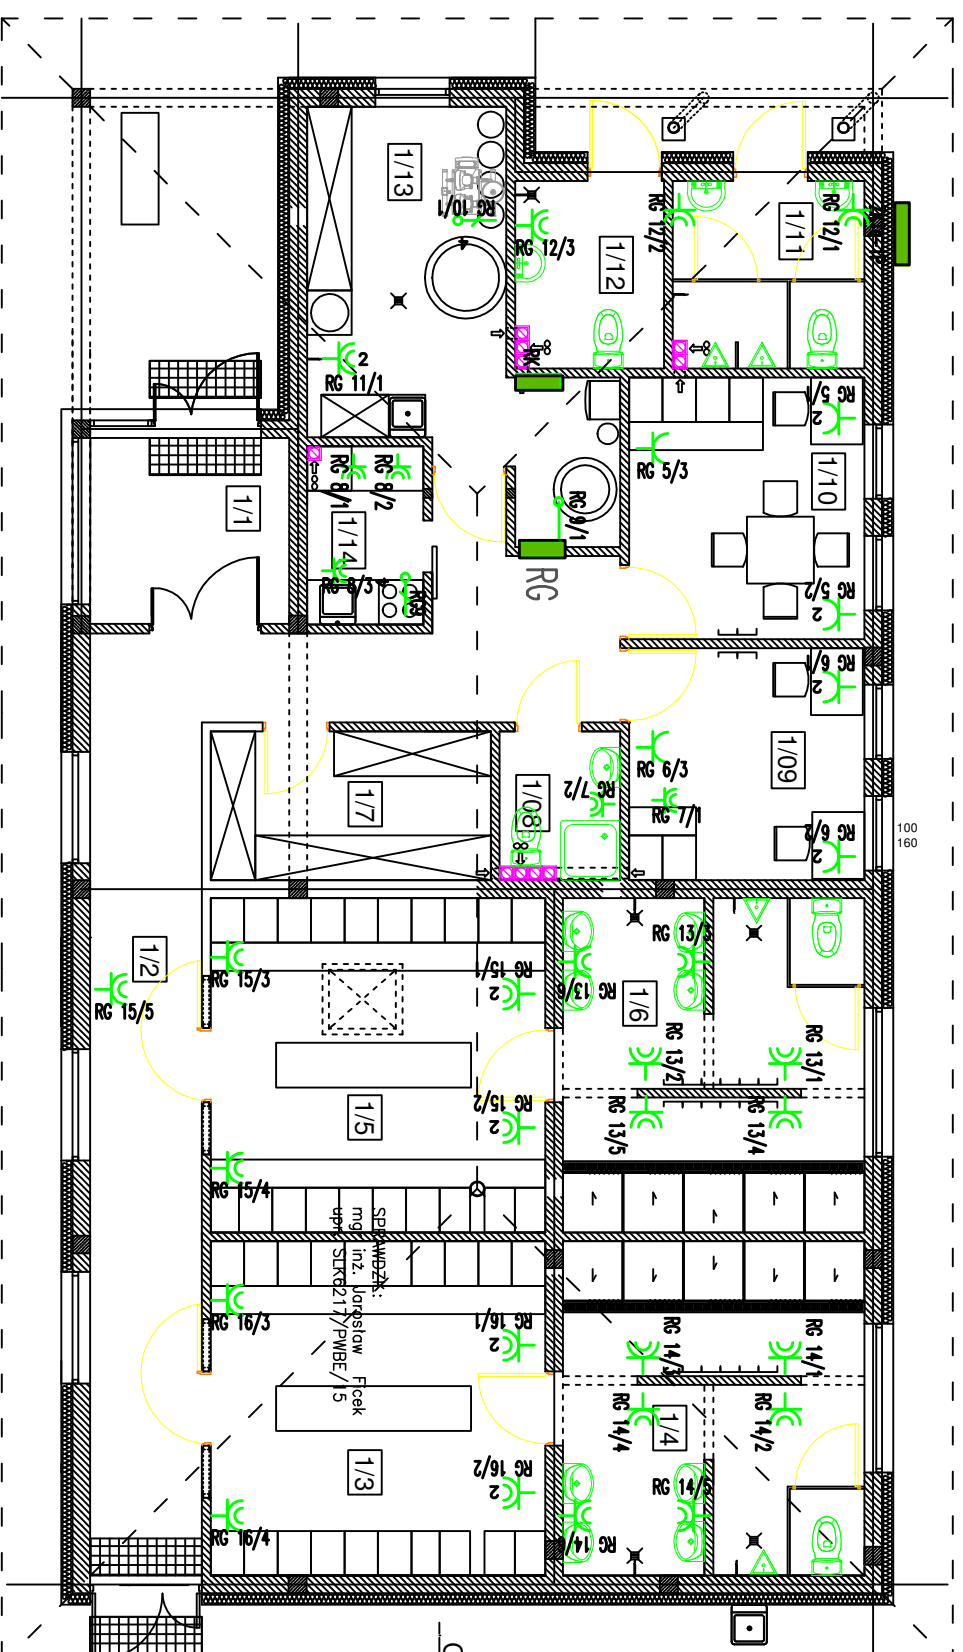 1/13
RG 10/1
4
RG 12/3
1/12
RG 12/2
1/11
RG 12/1
2
RG 11/1
RK
RG 5/1
2
RG 5/3
1/10
RG 8/1
RG 8/2
1/1
1/14
RG 8/3
RG 9/1
RG
RG 5/2
2
RG 6/1
2
RG 6/3
1/09
RG 7/2
RG 7/1
1/08
1/7
RG 6/2
2
100
160
1/2
RG 15/5
RG 15/3
RG 15/1
2
RG 13/3
RG 13/6
1/6
RG 13/2
RG 13/1
1/5
RG 15/2
2
RG 13/5
RG 13/4
RG 15/4
SPRAWDZIŁ:
mgr inż. Jarosław Ficek
upr. SLK6217/PWBE/15
RG 16/3
RG 16/1
2
RG 14/3
RG 14/1
RG 14/4
1/4
RG 14/2
1/3
RG 16/2
2
RG 14/5
RG 16/4
RG 14/6